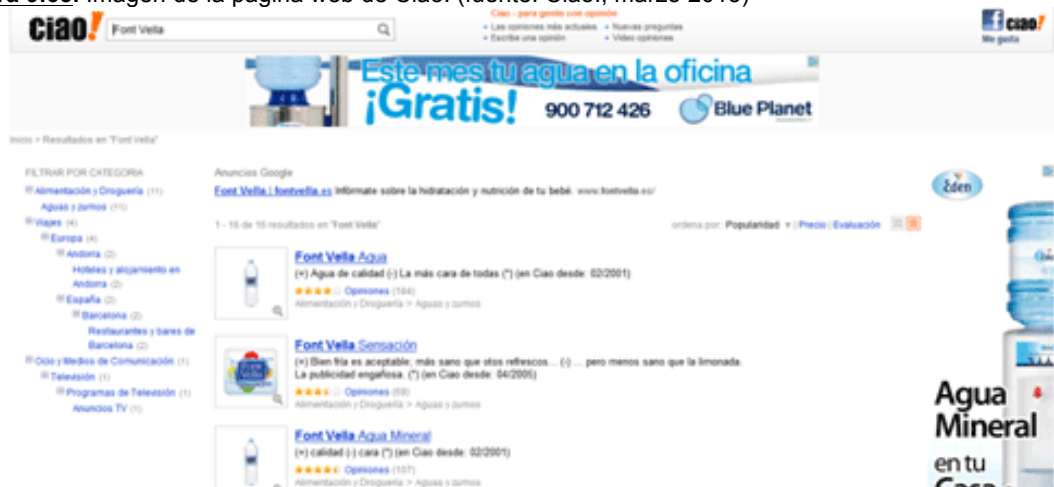 Imagen de la página web de Ciao! (fuente: Ciao!, marzo 2013)
ciao!
Font Vella
Ciao - para gente con opinión
Las opiniones más actuales
Nuevas preguntas
Escribe una opinión
Vídeo opiniones
ciao!
Me gusta
Este mes tu agua en la oficina
¡Gratis!
900 712 426
Blue Planet
Inicio > Resultados en "Font Vella"
FILTRAR POR CATEGORIA
Alimentación y Droguería (11)
Aguas y zumos (11)
Viajes (4)
Europa (4)
Andorra (2)
Hoteles y alojamiento en
Andorra (2)
España (2)
Barcelona (2)
Restaurantes y bares de
Barcelona (2)
Ocio y Medios de Comunicación (1)
Televisión (1)
Programas de Televisión (1)
Anuncios TV (1)
Anuncios Google
Font Vella | fontvella.es Infórmate sobre la hidratación y nutrición de tu bebé. www.fontvella.es/
1 - 16 de 16 resultados en "Font Vella"
ordena por: Popularidad | Precio | Evaluación
Font Vella Agua
(+) Agua de calidad (-) La más cara de todas (*) (en Ciao desde: 02/2001)
Opiniones (184)
Alimentación y Droguería > Aguas y zumos
Font Vella Sensación
(+) Bien fría es aceptable; más sano que otos refrescos... (-) ... pero menos sano que la limonada.
La publicidad engañosa. (*) (en Ciao desde: 04/2005)
Opiniones (69)
Alimentación y Droguería > Aguas y zumos
Font Vella Agua Mineral
(+) calidad (-) cara (*) (en Ciao desde: 02/2001)
Opiniones (107)
Alimentación y Droguería > Aguas y zumos
Eden
Agua
Mineral
en tu
Casa